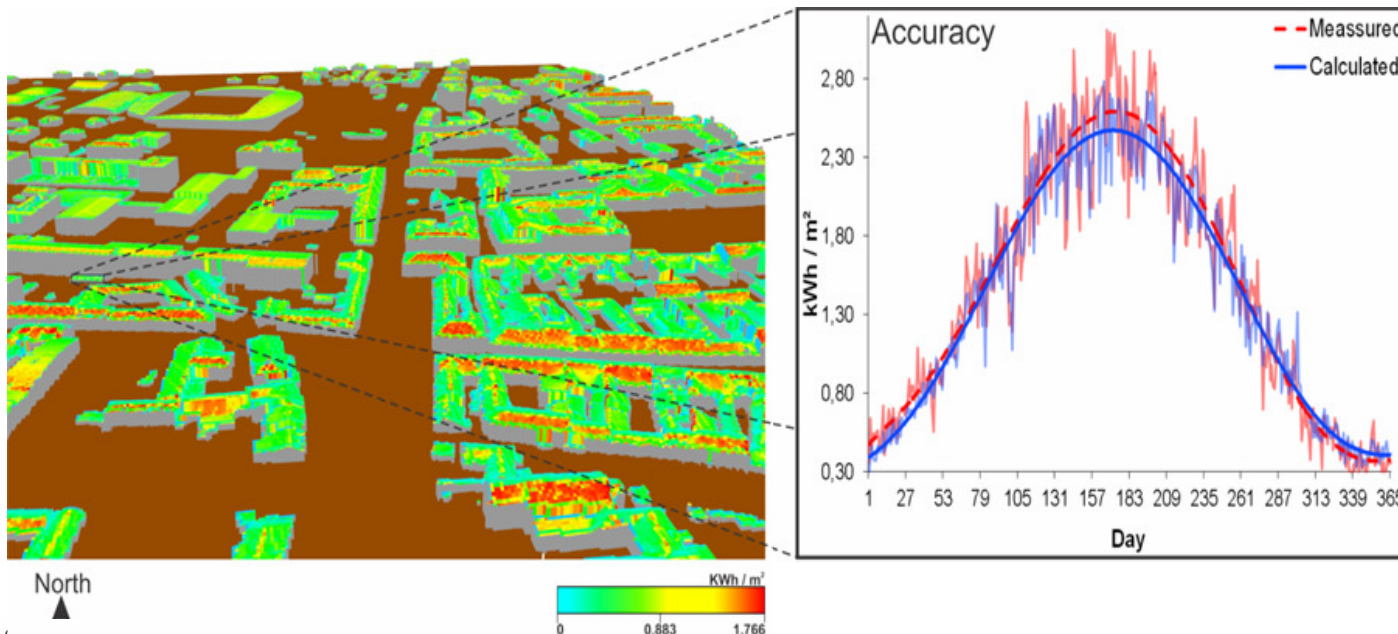 Accuracy
Meassured
Calculated
kWh / m²
2,80
2,30
1,80
1,30
0,80
0,30
1 27 53 79 105 131 157 183 209 235 261 287 313 339 365
Day
North
KWh / m²
0 0.883 1.766